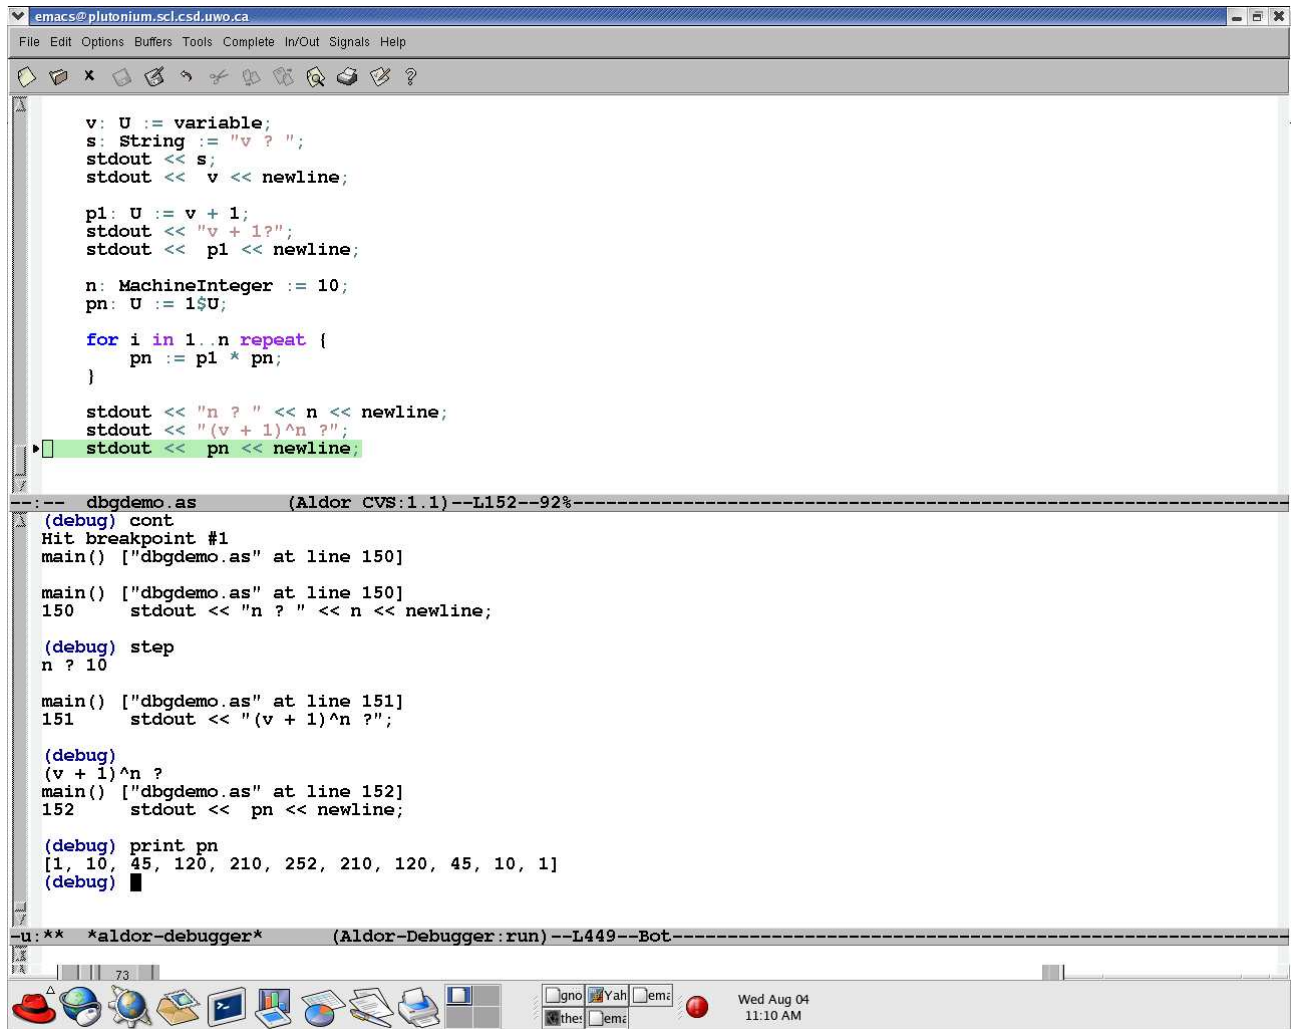 emacs@plutonium.scl.csd.uwo.ca
File Edit Options Buffers Tools Complete In/Out Signals Help
v: U := variable;
s: String := "v ? ";
stdout << s;
stdout <<  v << newline;
p1: U := v + 1;
stdout << "v + 1?";
stdout <<  p1 << newline;
n: MachineInteger := 10;
pn: U := 1$U;
for i in 1..n repeat {
pn := p1 * pn;
}
stdout << "n ? " << n << newline;
stdout << "(v + 1)^n ?";
stdout <<  pn << newline;
--:--  dbgdemo.as        (Aldor CVS:1.1)--L152--92%----------------------------------------------------------------
(debug) cont
Hit breakpoint #1
main() ["dbgdemo.as" at line 150]
main() ["dbgdemo.as" at line 150]
150     stdout << "n ? " << n << newline;
(debug) step
n ? 10
main() ["dbgdemo.as" at line 151]
151     stdout << "(v + 1)^n ?";
(debug)
(v + 1)^n ?
main() ["dbgdemo.as" at line 152]
152     stdout <<  pn << newline;
(debug) print pn
[1, 10, 45, 120, 210, 252, 210, 120, 45, 10, 1]
(debug)
-u:**  *aldor-debugger*      (Aldor-Debugger:run)--L449--Bot-------------------------------------------------------
73
gno Yah ema
thes ema
Wed Aug 04
11:10 AM